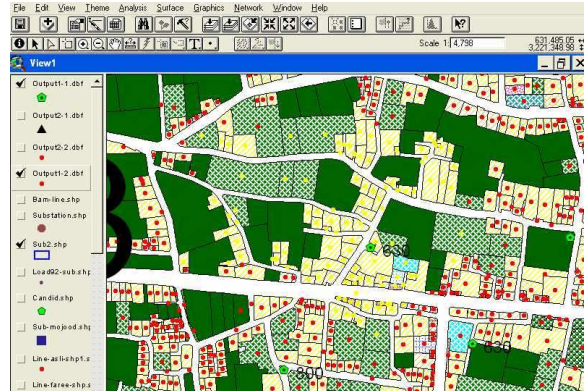 File Edit View Theme Analysis Surface Graphics Network Window Help
Scale 1: 4,798
631,485.05
3,221,348.98
View1
Output1-1.dbf
Output2-1.dbf
Output2-2.dbf
Output1-2.dbf
Bam-line.shp
Substation.shp
Sub2.shp
Load92-sub.shp
Candid.shp
Sub-mojood.shp
Line-asli-shp1.s
Line-faree-shp.s
630
630
800